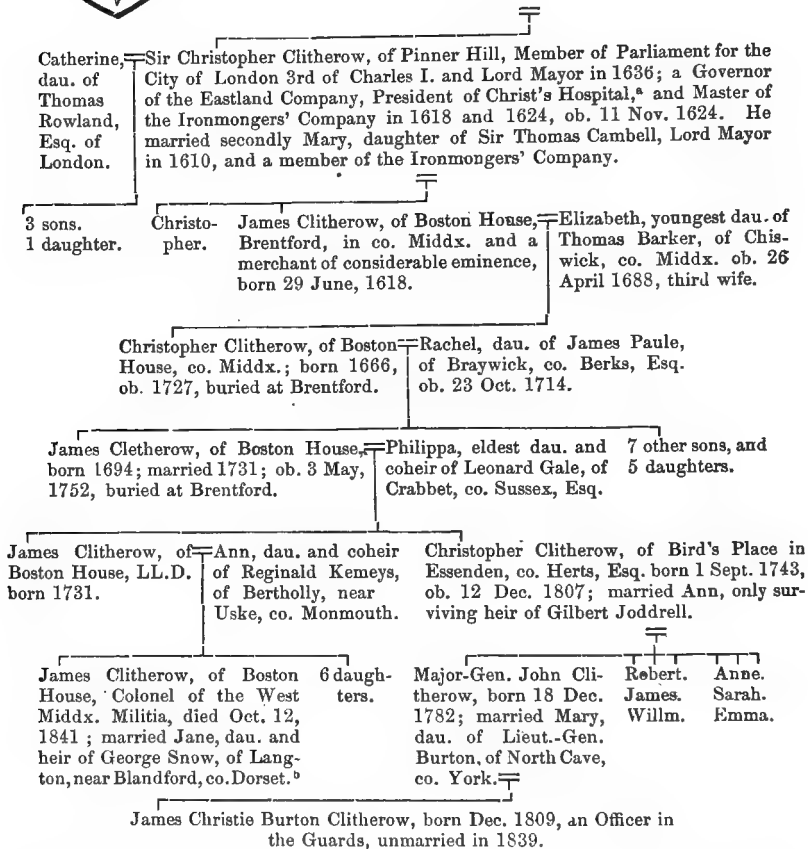 Catherine,
dau. of
Thomas
Rowland,
Esq. of
London.
Sir Christopher Clitherow, of Pinner Hill, Member of Parliament for the
City of London 3rd of Charles I. and Lord Mayor in 1636; a Governor
of the Eastland Company, President of Christ's Hospital,a and Master of
the Ironmongers' Company in 1618 and 1624, ob. 11 Nov. 1624. He
married secondly Mary, daughter of Sir Thomas Cambell, Lord Mayor
in 1610, and a member of the Ironmongers' Company.
3 sons.
1 daughter.
Christo-
pher.
James Clitherow, of Boston House,
Brentford, in co. Middx. and a
merchant of considerable eminence,
born 29 June, 1618.
Elizabeth, youngest dau. of
Thomas Barker, of Chis-
wick, co. Middx. ob. 26
April 1688, third wife.
Christopher Clitherow, of Boston
House, co. Middx.; born 1666,
ob. 1727, buried at Brentford.
Rachel, dau. of James Paule,
of Braywick, co. Berks, Esq.
ob. 23 Oct. 1714.
James Cletherow, of Boston House,
born 1694; married 1731; ob. 3 May,
1752, buried at Brentford.
Philippa, eldest dau. and
coheir of Leonard Gale, of
Crabbet, co. Sussex, Esq.
7 other sons, and
5 daughters.
James Clitherow, of
Boston House, LL.D.
born 1731.
Ann, dau. and coheir
of Reginald Kemeys,
of Bertholly, near
Uske, co. Monmouth.
Christopher Clitherow, of Bird's Place in
Essenden, co. Herts, Esq. born 1 Sept. 1743,
ob. 12 Dec. 1807; married Ann, only sur-
viving heir of Gilbert Joddrell.
James Clitherow, of Boston
House, Colonel of the West
Middx. Militia, died Oct. 12,
1841 ; married Jane, dau. and
heir of George Snow, of Lang-
ton, near Blandford, co. Dorset.b
6 daugh-
ters.
Major-Gen. John Cli-
therow, born 18 Dec.
1782; married Mary,
dau. of Lieut.-Gen.
Burton, of North Cave,
co. York.
Robert.
James.
Willm.
Anne.
Sarah.
Emma.
James Christie Burton Clitherow, born Dec. 1809, an Officer in
the Guards, unmarried in 1839.